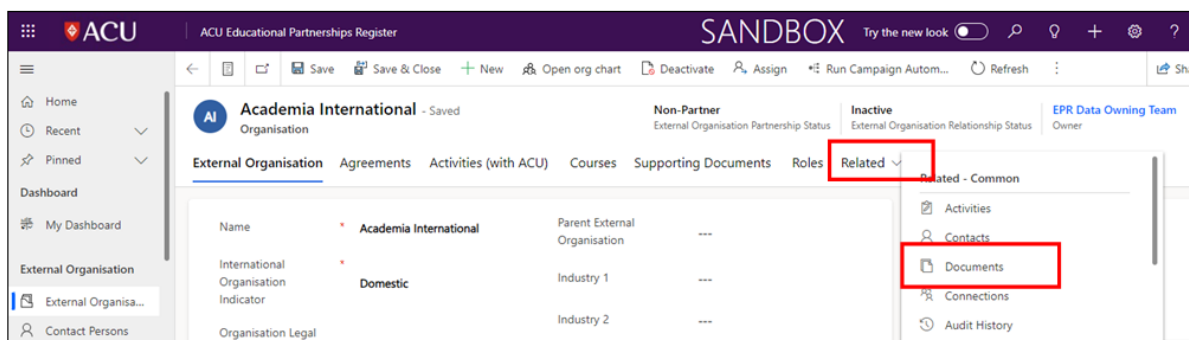 ACU
ACU Educational Partnerships Register
SANDBOX
Try the new look
?
Save
Save & Close
New
Open org chart
Deactivate
Assign
Run Campaign Autom...
Refresh
Sh
Home
Recent
Pinned
Dashboard
My Dashboard
External Organisation
External Organisa...
Contact Persons
AI
Academia International - Saved
Organisation
Non-Partner
External Organisation Partnership Status
Inactive
External Organisation Relationship Status
EPR Data Owning Team
Owner
External Organisation
Agreements
Activities (with ACU)
Courses
Supporting Documents
Roles
Related
Related - Common
Activities
Contacts
Documents
Connections
Audit History
Name
*
Academia International
International
Organisation
Indicator
*
Domestic
Organisation Legal
Parent External
Organisation
---
Industry 1
---
Industry 2
---